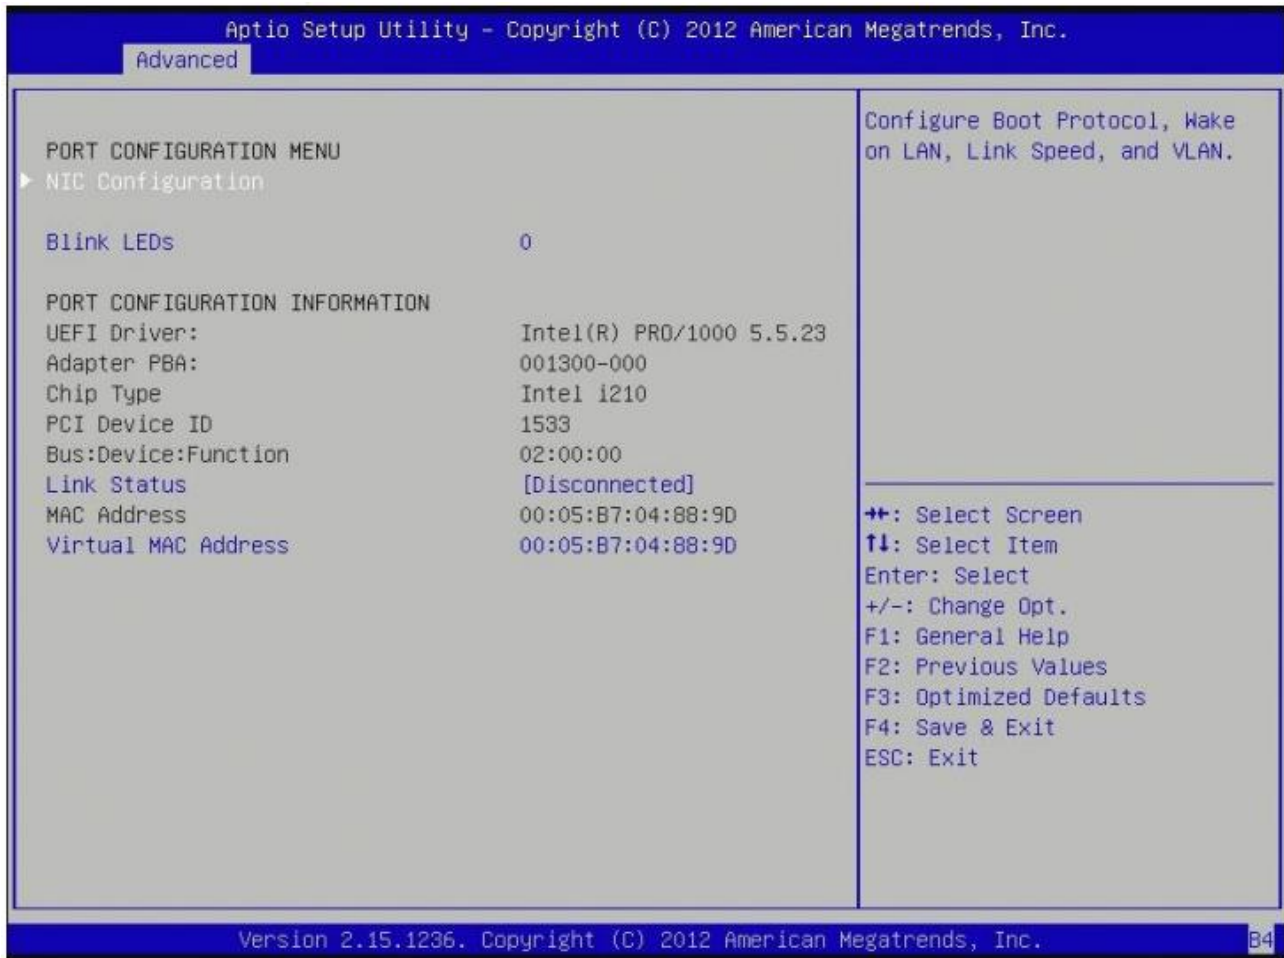 Aptio Setup Utility – Copyright (C) 2012 American Megatrends, Inc.
Advanced
PORT CONFIGURATION MENU
NIC Configuration
Blink LEDs 0
PORT CONFIGURATION INFORMATION
UEFI Driver: Intel(R) PRO/1000 5.5.23
Adapter PBA: 001300-000
Chip Type Intel i210
PCI Device ID 1533
Bus:Device:Function 02:00:00
Link Status [Disconnected]
MAC Address 00:05:B7:04:88:9D
Virtual MAC Address 00:05:B7:04:88:9D
Configure Boot Protocol, Wake
on LAN, Link Speed, and VLAN.
→←: Select Screen
↑↓: Select Item
Enter: Select
+/-: Change Opt.
F1: General Help
F2: Previous Values
F3: Optimized Defaults
F4: Save & Exit
ESC: Exit
Version 2.15.1236. Copyright (C) 2012 American Megatrends, Inc.
B4